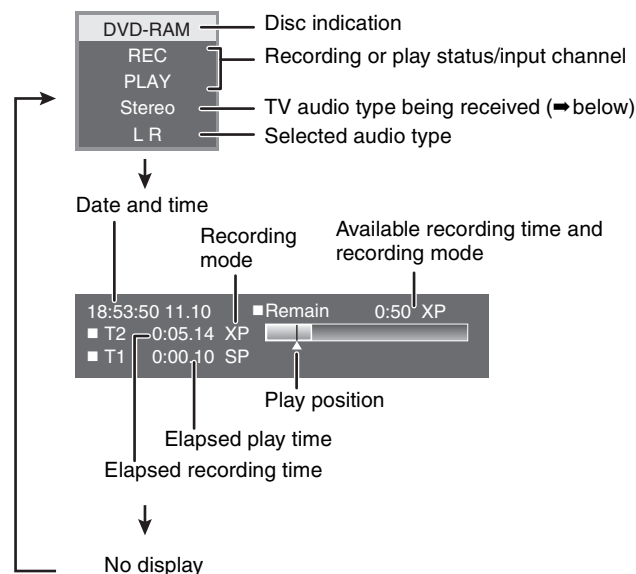 DVD-RAM
Disc indication
REC
Recording or play status/input channel
PLAY
Stereo
TV audio type being received (➡below)
L R
Selected audio type
Date and time
Recording
mode
Available recording time and
recording mode
18:53:50 11.10
■Remain 0:50 XP
■ T2 0:05.14 XP
■ T1 0:00.10 SP
Play position
Elapsed play time
Elapsed recording time
No display